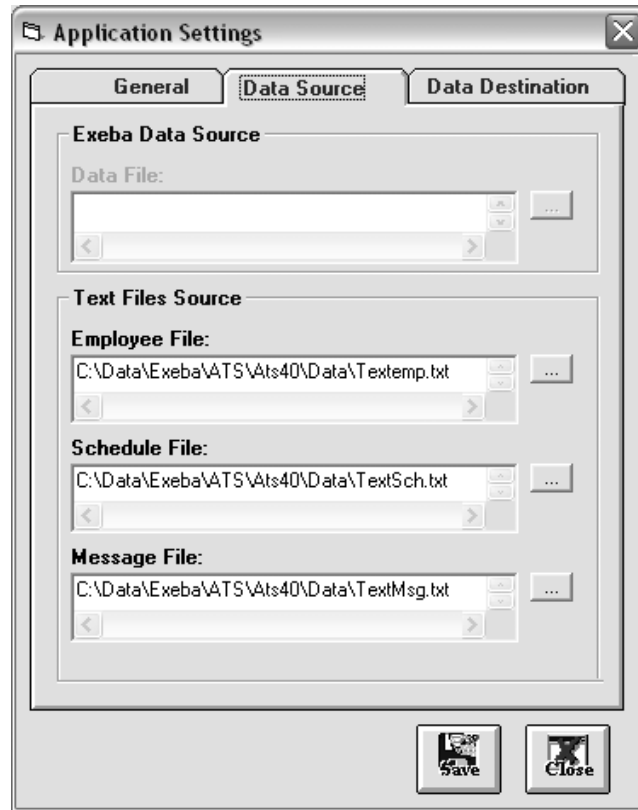 Application Settings
General Data Source Data Destination
Exeba Data Source
Data File:
...
Text Files Source
Employee File:
C:\Data\Exeba\ATS\Ats40\Data\Textemp.txt
...
Schedule File:
C:\Data\Exeba\ATS\Ats40\Data\TextSch.txt
...
Message File:
C:\Data\Exeba\ATS\Ats40\Data\TextMsg.txt
...
Save Close